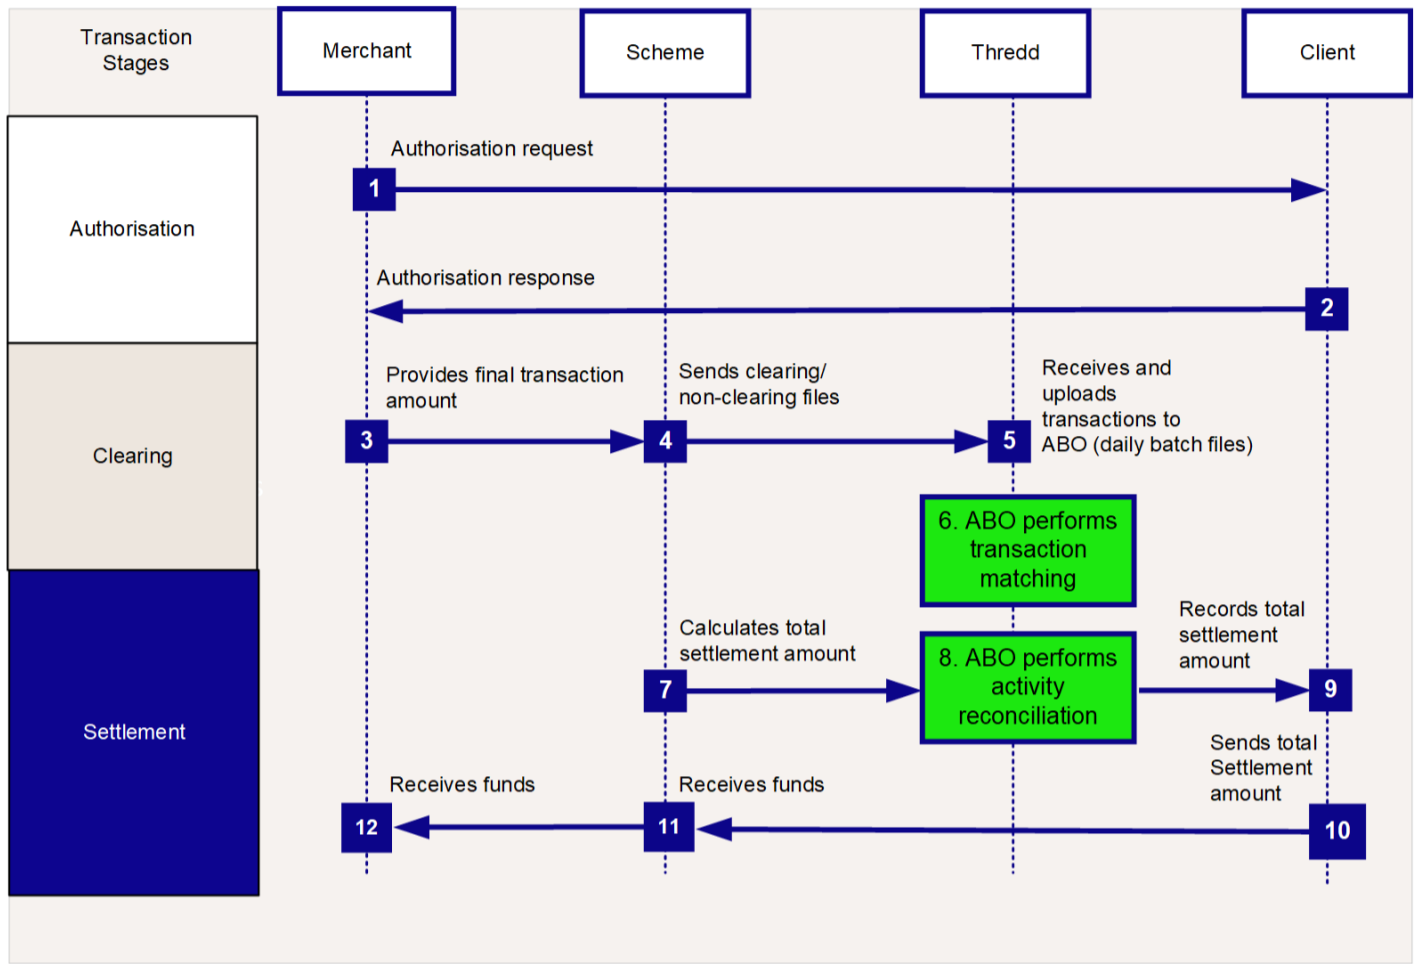 Transaction
Stages
Merchant
Scheme
Thredd
Client
Authorisation
Authorisation request
1
Authorisation response
2
Clearing
Provides final transaction
amount
3
Sends clearing/
non-clearing files
4
Receives and
uploads
transactions to
ABO (daily batch files)
5
6. ABO performs
transaction
matching
Settlement
Calculates total
settlement amount
7
8. ABO performs
activity
reconciliation
Records total
settlement
amount
9
Sends total
Settlement
amount
10
Receives funds
11
Receives funds
12